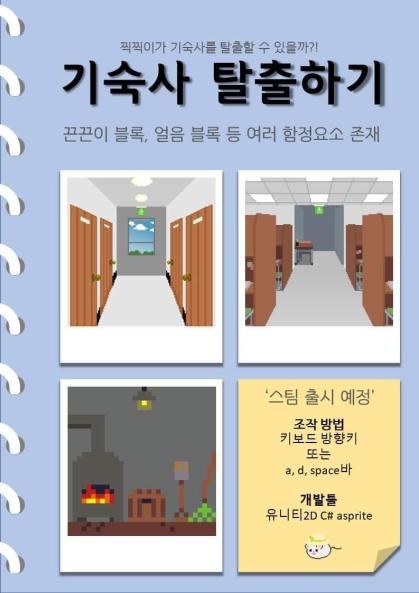 찍찍이가 기숙사를 탈출할 수 있을까?!
기숙사 탈출하기
끈끈이 블록, 얼음 블록 등 여러 함정요소 존재
‘스팀 출시 예정’
조작 방법
키보드 방향키
또는
a, d, space바
개발툴
유니티2D C# asprite